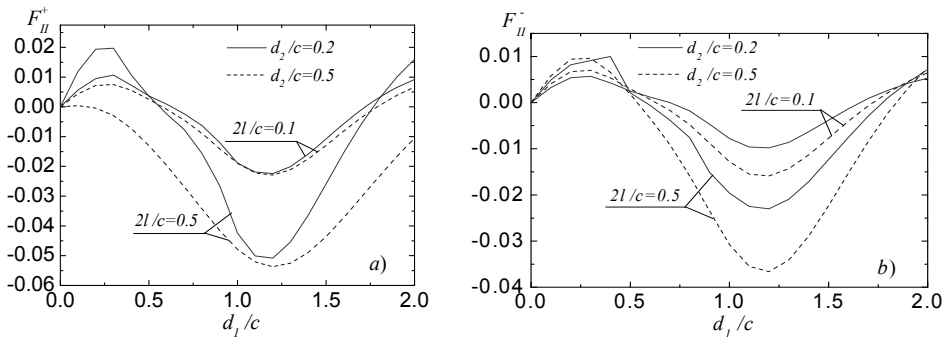 F_II^+
0.02
0.01
0.00
-0.01
-0.02
-0.03
-0.04
-0.05
-0.06
d_2/c=0.2
d_2/c=0.5
2l/c=0.1
2l/c=0.5
a)
0.0 0.5 1.0 1.5 2.0
d_1/c
F_II^-
0.01
0.00
-0.01
-0.02
-0.03
-0.04
d_2/c=0.2
d_2/c=0.5
2l/c=0.1
2l/c=0.5
b)
0.0 0.5 1.0 1.5 2.0
d_1/c